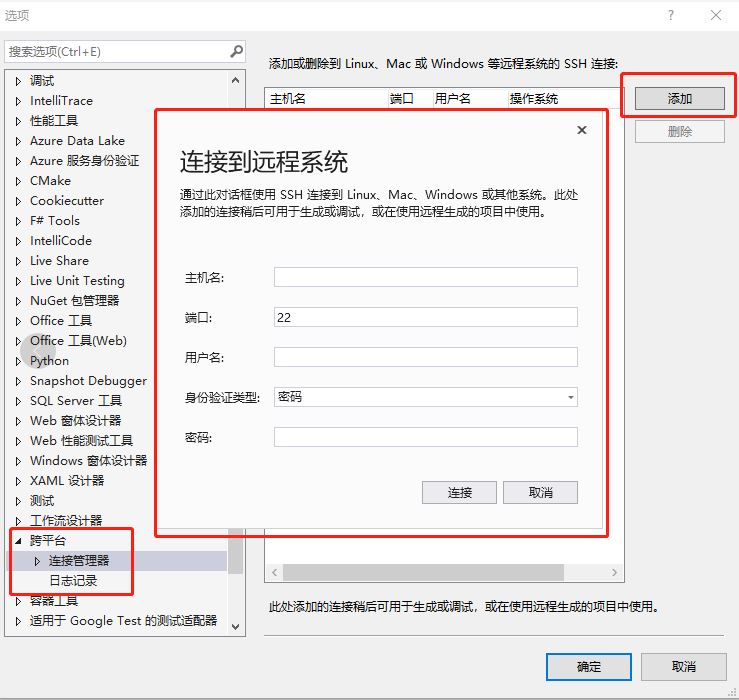 选项
搜索选项(Ctrl+E)
调试
IntelliTrace
性能工具
Azure Data Lake
Azure 服务身份验证
CMake
Cookiecutter
F# Tools
IntelliCode
Live Share
Live Unit Testing
NuGet 包管理器
Office 工具
Office 工具(Web)
Python
Snapshot Debugger
SQL Server 工具
Web 窗体设计器
Web 性能测试工具
Windows 窗体设计器
XAML 设计器
测试
工作流设计器
跨平台
连接管理器
日志记录
容器工具
适用于 Google Test 的测试适配器
添加或删除到 Linux、Mac 或 Windows 等远程系统的 SSH 连接:
主机名 端口 用户名 操作系统
添加
删除
连接到远程系统
通过此对话框使用 SSH 连接到 Linux、Mac、Windows 或其他系统。此处
添加的连接稍后可用于生成或调试，或在使用远程生成的项目中使用。
主机名:
端口: 22
用户名:
身份验证类型: 密码
密码:
连接 取消
此处添加的连接稍后可用于生成或调试，或在使用远程生成的项目中使用。
确定 取消